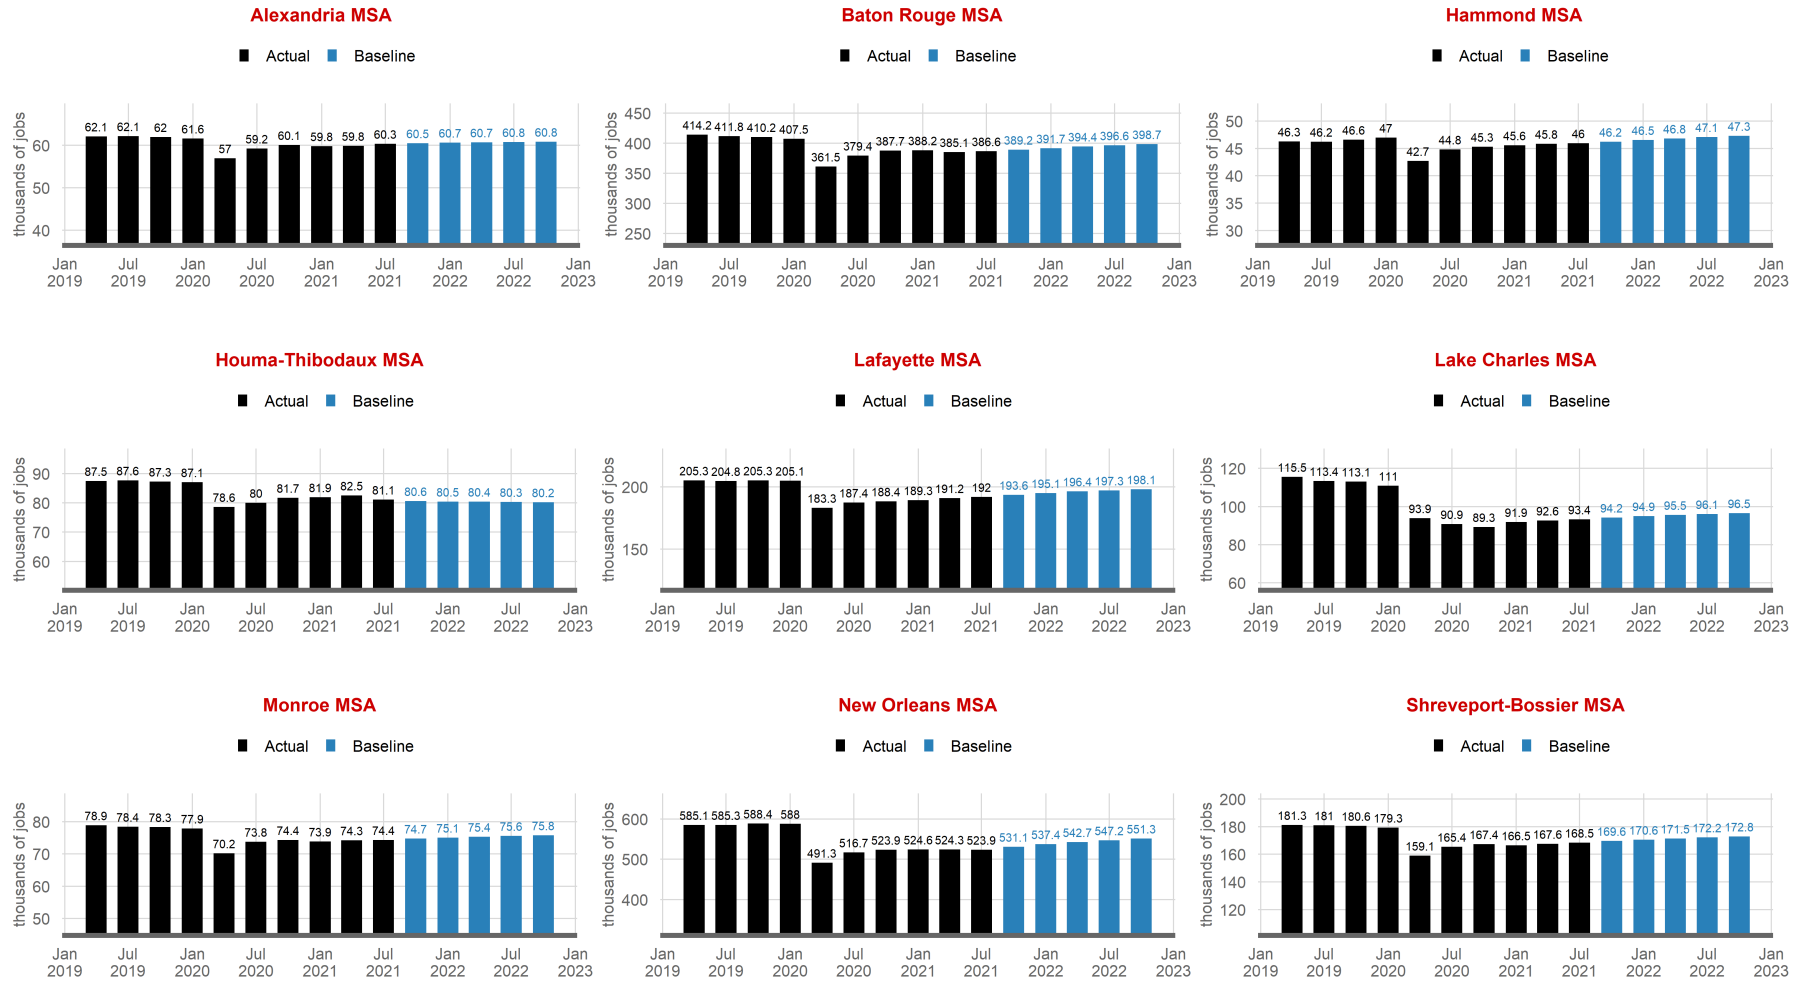 Alexandria MSA
Actual Baseline
thousands of jobs
60
50
40
62.1 62.1 62 61.6 57 59.2 60.1 59.8 59.8 60.3 60.5 60.7 60.7 60.8 60.8
Jan Jul Jan Jul Jan Jul Jan Jul Jan
2019 2019 2020 2020 2021 2021 2022 2022 2023
Baton Rouge MSA
Actual Baseline
thousands of jobs
450
400
350
300
250
414.2 411.8 410.2 407.5 361.5 379.4 387.7 388.2 385.1 386.6 389.2 391.7 394.4 396.6 398.7
Jan Jul Jan Jul Jan Jul Jan Jul Jan
2019 2019 2020 2020 2021 2021 2022 2022 2023
Hammond MSA
Actual Baseline
thousands of jobs
50
45
40
35
30
46.3 46.2 46.6 47 42.7 44.8 45.3 45.6 45.8 46 46.2 46.5 46.8 47.1 47.3
Jan Jul Jan Jul Jan Jul Jan Jul Jan
2019 2019 2020 2020 2021 2021 2022 2022 2023
Houma-Thibodaux MSA
Actual Baseline
thousands of jobs
90
80
70
60
87.5 87.6 87.3 87.1 78.6 80 81.7 81.9 82.5 81.1 80.6 80.5 80.4 80.3 80.2
Jan Jul Jan Jul Jan Jul Jan Jul Jan
2019 2019 2020 2020 2021 2021 2022 2022 2023
Lafayette MSA
Actual Baseline
thousands of jobs
200
150
205.3 204.8 205.3 205.1 183.3 187.4 188.4 189.3 191.2 192 193.6 195.1 196.4 197.3 198.1
Jan Jul Jan Jul Jan Jul Jan Jul Jan
2019 2019 2020 2020 2021 2021 2022 2022 2023
Lake Charles MSA
Actual Baseline
thousands of jobs
120
100
80
60
115.5 113.4 113.1 111 93.9 90.9 89.3 91.9 92.6 93.4 94.2 94.9 95.5 96.1 96.5
Jan Jul Jan Jul Jan Jul Jan Jul Jan
2019 2019 2020 2020 2021 2021 2022 2022 2023
Monroe MSA
Actual Baseline
thousands of jobs
80
70
60
50
78.9 78.4 78.3 77.9 70.2 73.8 74.4 73.9 74.3 74.4 74.7 75.1 75.4 75.6 75.8
Jan Jul Jan Jul Jan Jul Jan Jul Jan
2019 2019 2020 2020 2021 2021 2022 2022 2023
New Orleans MSA
Actual Baseline
thousands of jobs
600
500
400
585.1 585.3 588.4 588 491.3 516.7 523.9 524.6 524.3 523.9 531.1 537.4 542.7 547.2 551.3
Jan Jul Jan Jul Jan Jul Jan Jul Jan
2019 2019 2020 2020 2021 2021 2022 2022 2023
Shreveport-Bossier MSA
Actual Baseline
thousands of jobs
200
180
160
140
120
181.3 181 180.6 179.3 159.1 165.4 167.4 166.5 167.6 168.5 169.6 170.6 171.5 172.2 172.8
Jan Jul Jan Jul Jan Jul Jan Jul Jan
2019 2019 2020 2020 2021 2021 2022 2022 2023